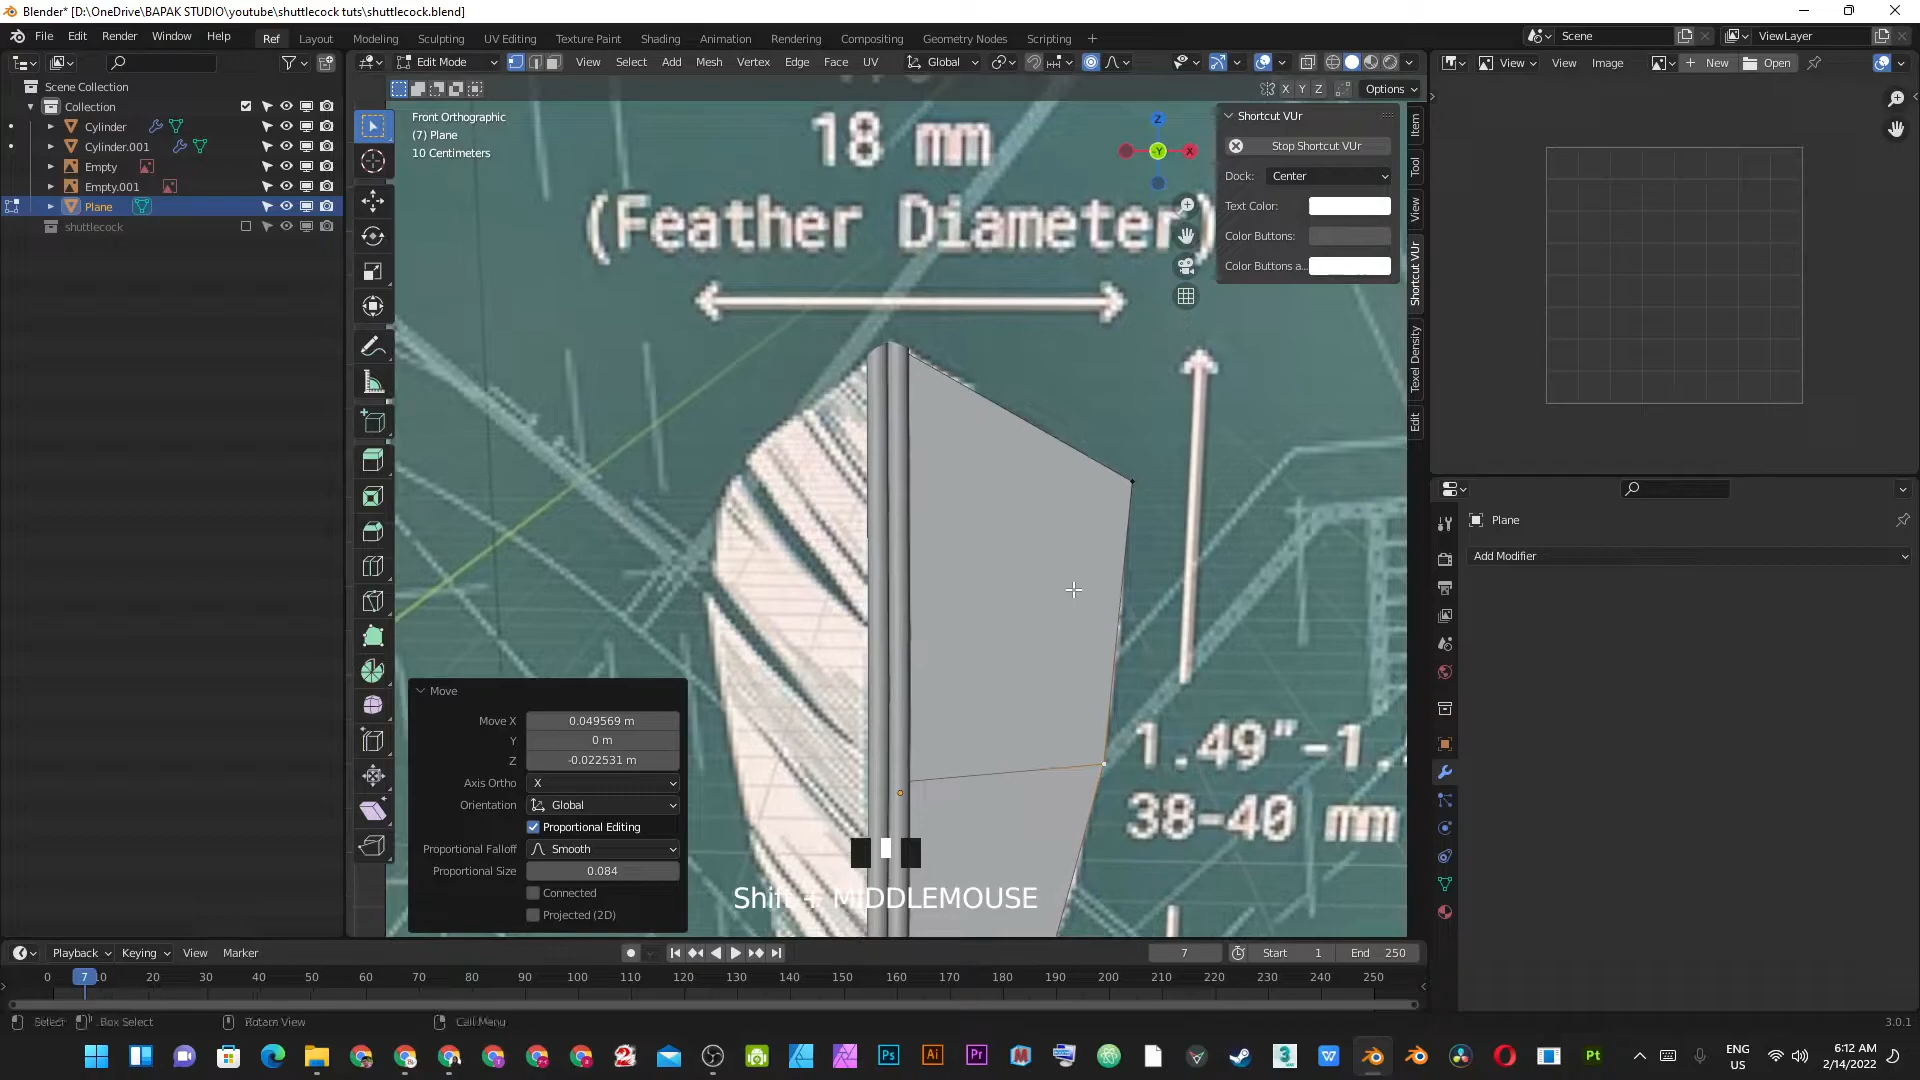 Blender* [D:\OneDrive\BAPAK STUDIO\youtube\shuttlecock tuts\shuttlecock.blend]
File Edit Render Window Help Ref Layout Modeling Sculpting UV Editing Texture Paint Shading Animation Rendering Compositing Geometry Nodes Scripting Scene ViewLayer
Edit Mode View Select Add Mesh Vertex Edge Face UV Global View View Image New Open
Scene Collection
Collection
Cylinder
Cylinder.001
Empty
Empty.001
Plane
shuttlecock
X Y Z Options
Front Orthographic
(7) Plane
10 Centimeters
18 mm
(Feather Diameter)
Z
-Y
X
Shortcut VUr
Stop Shortcut VUr
Dock: Center
Text Color:
Color Buttons:
Color Buttons a...
Item
Tool
View
Shortcut VUr
Texel Density
Edit
Plane
Add Modifier
Move
Move X 0.049569 m
Y 0 m
Z -0.022531 m
Axis Ortho X
Orientation Global
Proportional Editing
Proportional Falloff Smooth
Proportional Size 0.084
Connected
Projected (2D)
1.49"-1.
38-40 mm
Shift + MIDDLEMOUSE
Playback Keying View Marker 7 Start 1 End 250
0 7 10 20 30 40 50 60 70 80 90 100 110 120 130 140 150 160 170 180 190 200 210 220 230 240 250
Select Box Select Rotate View Call Menu 3.0.1
Ps Ai Pr Pt
ENG
US
6:12 AM
2/14/2022